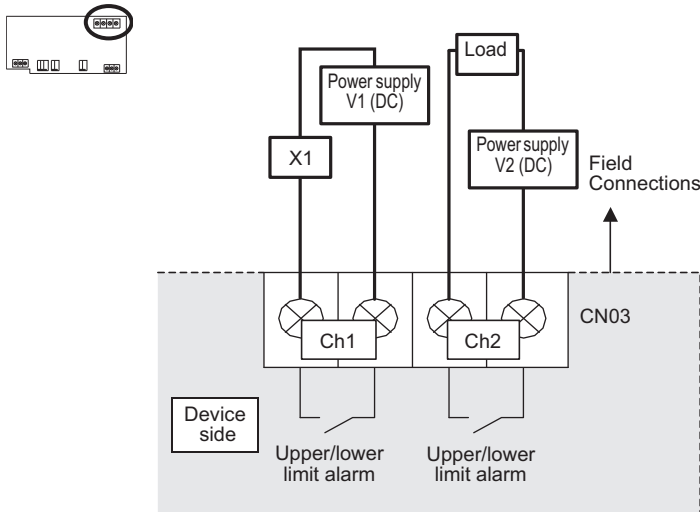 Load
Power supply
V1 (DC)
X1
Power supply
V2 (DC)
Field
Connections
CN03
Ch1
Ch2
Device
side
Upper/lower
limit alarm
Upper/lower
limit alarm